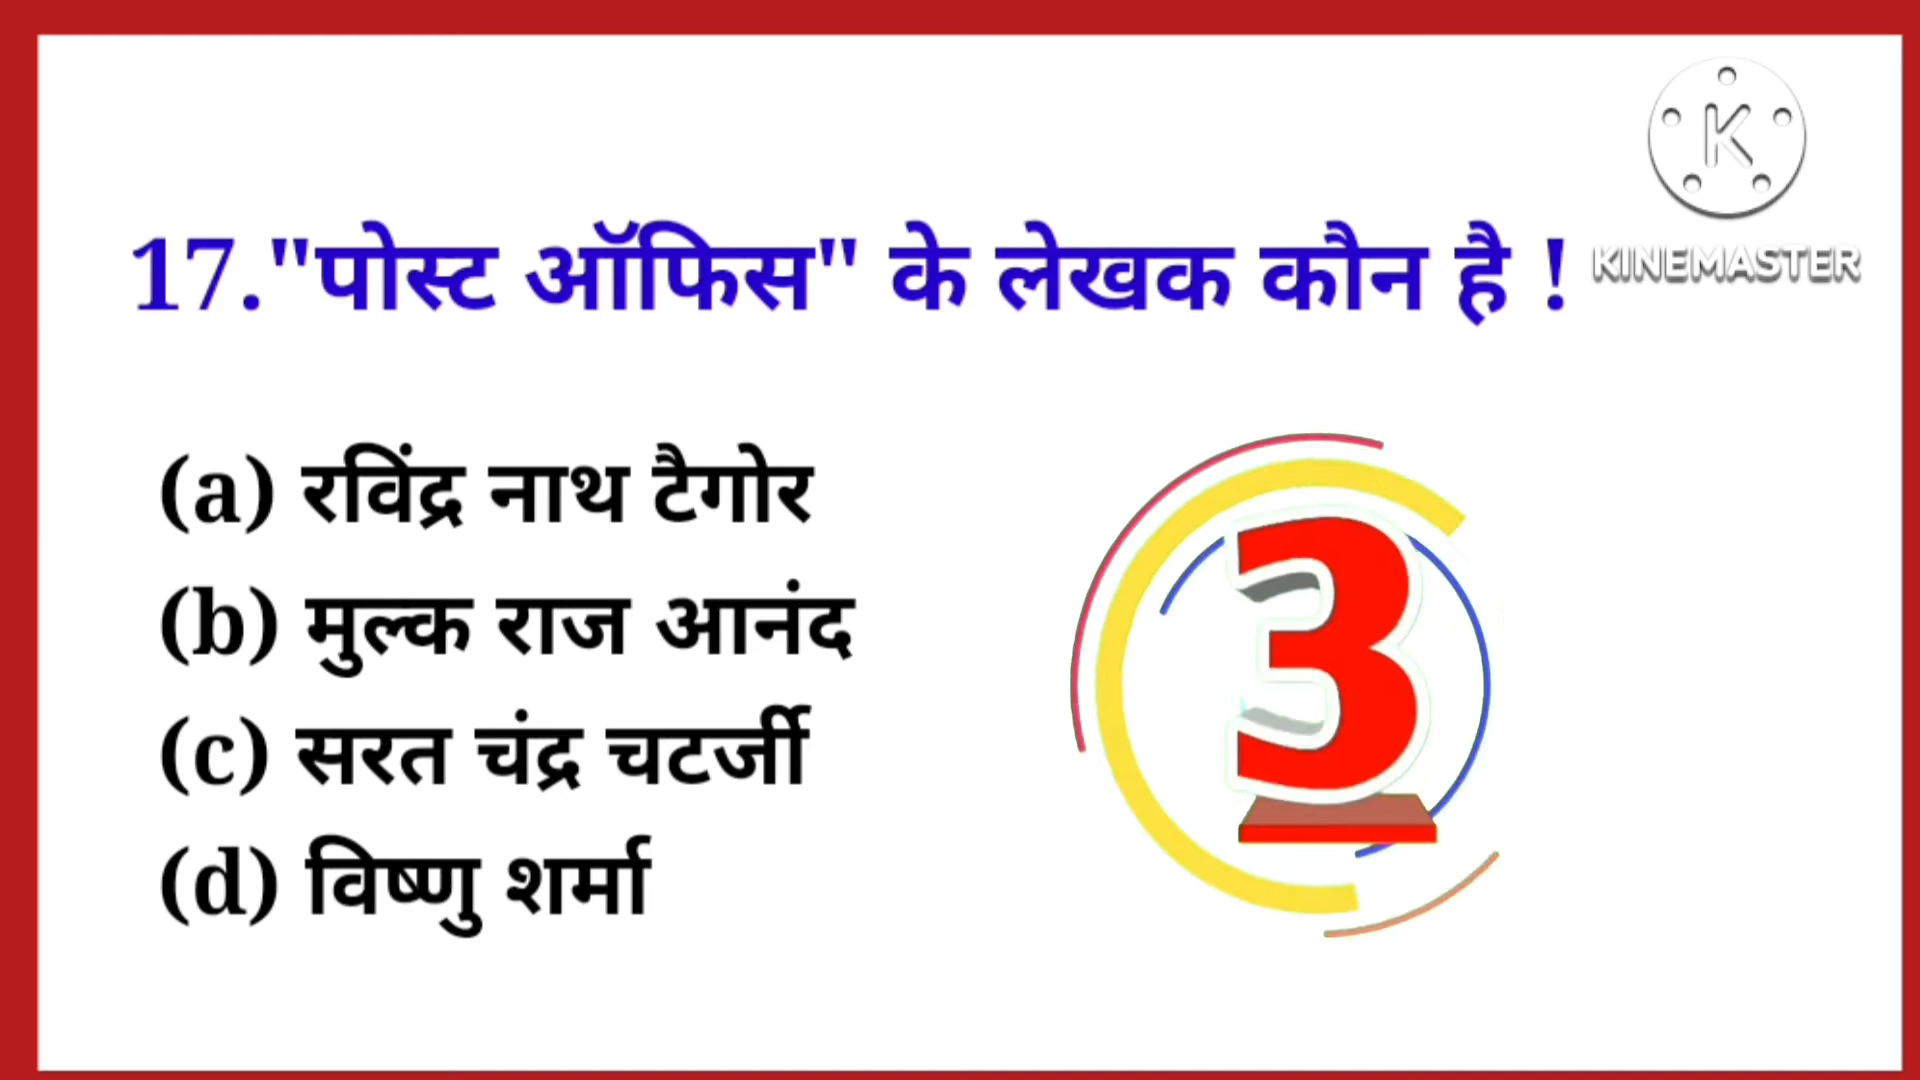 K
KINEMASTER
17."पोस्ट ऑफिस" के लेखक कौन है !
(a) रविंद्र नाथ टैगोर
(b) मुल्क राज आनंद
(c) सरत चंद्र चटर्जी
(d) विष्णु शर्मा
3